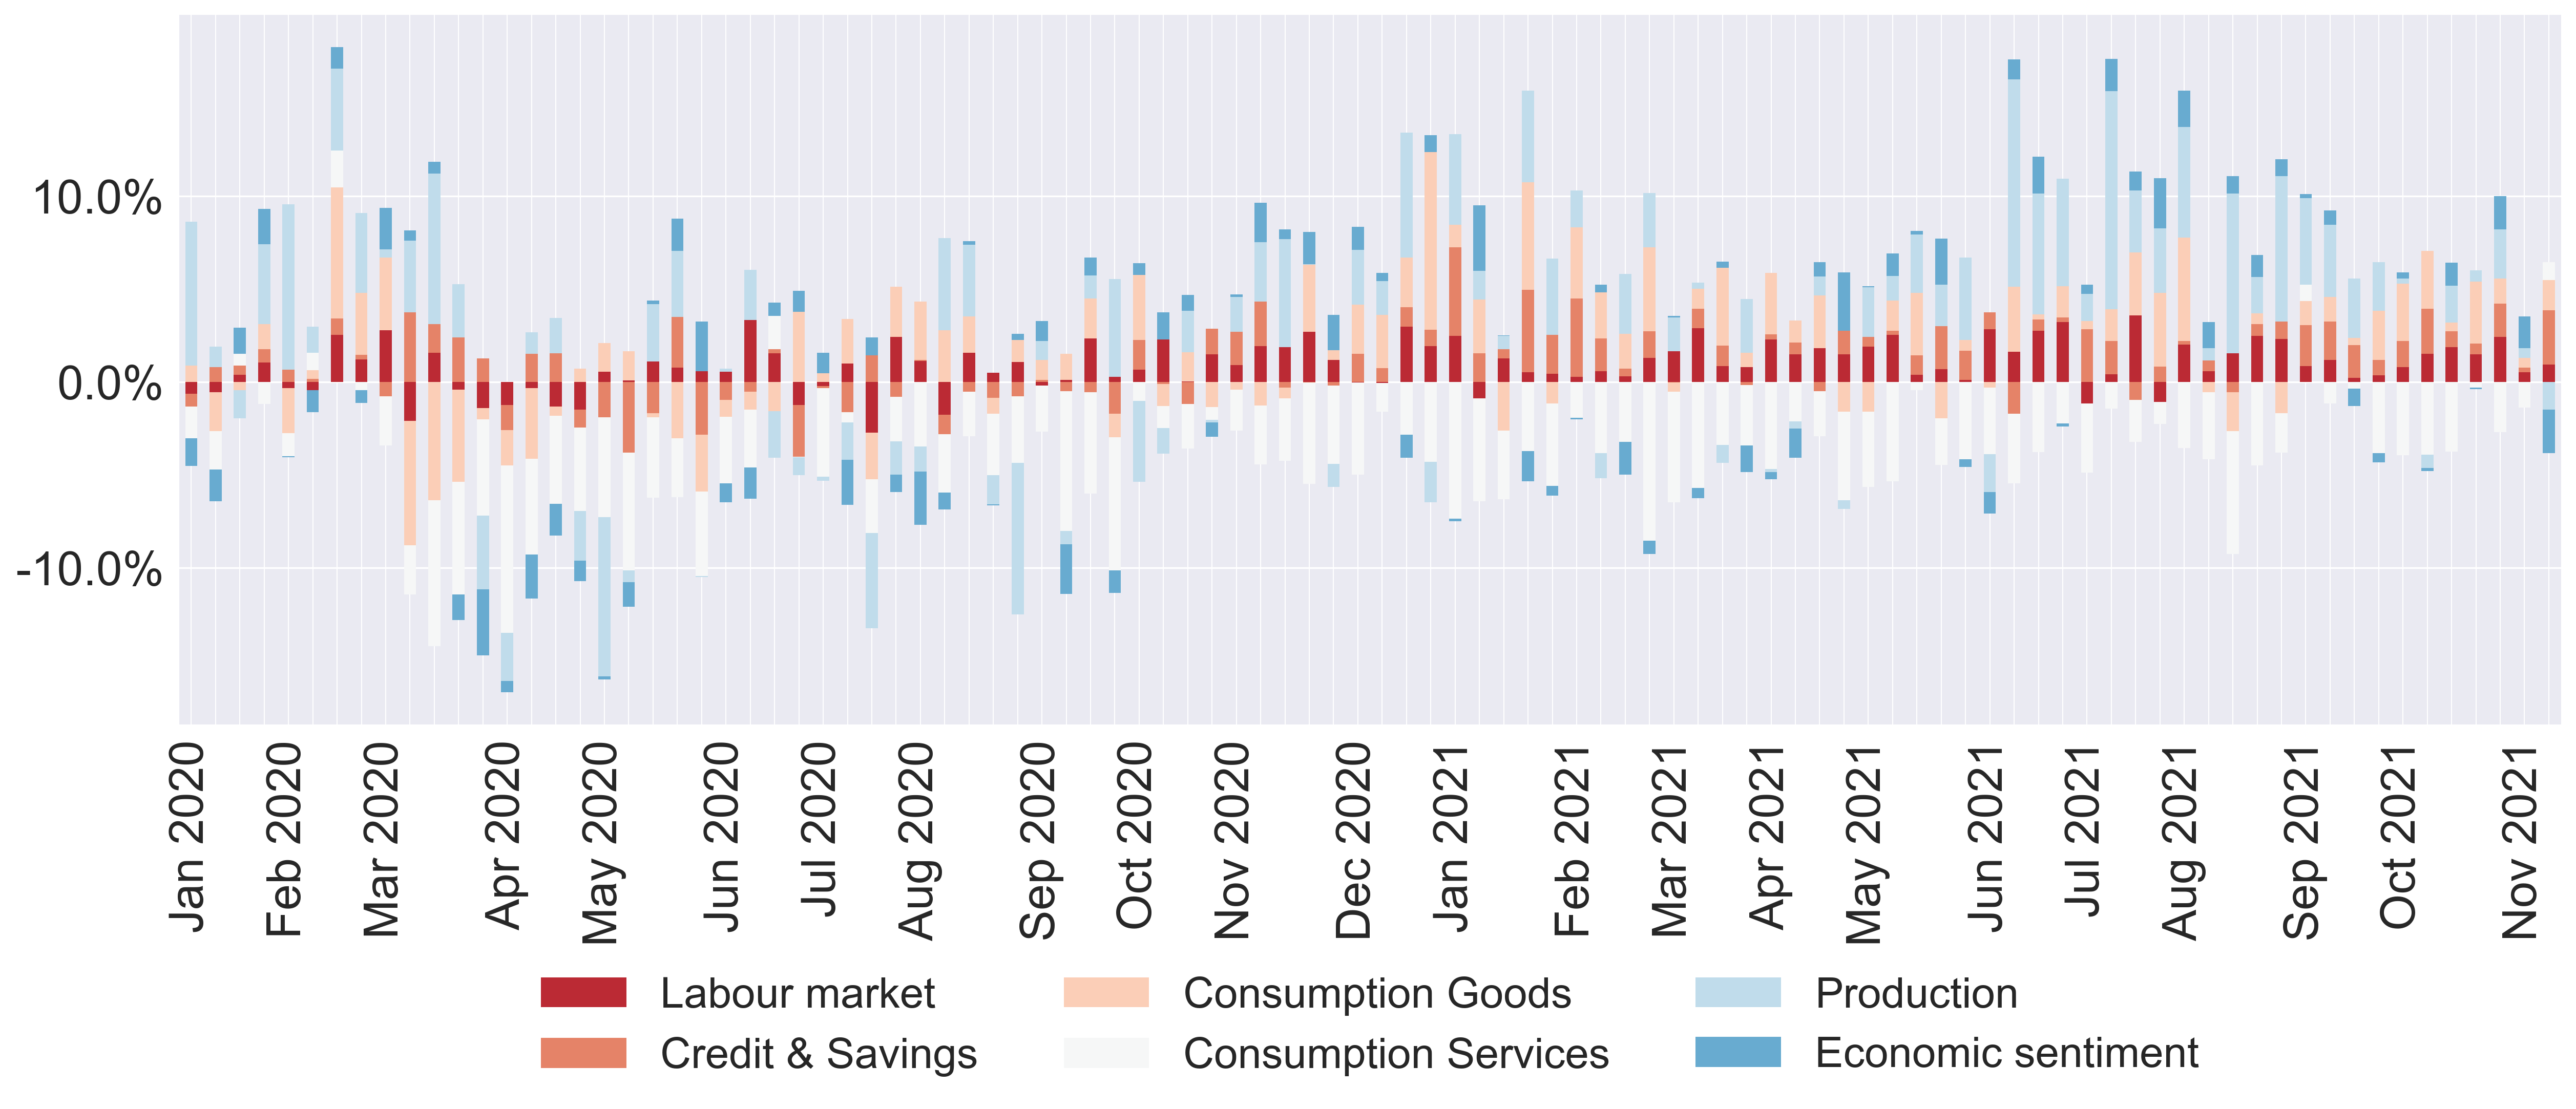 10.0%
0.0%
-10.0%
Jan 2020
Feb 2020
Mar 2020
Apr 2020
May 2020
Jun 2020
Jul 2020
Aug 2020
Sep 2020
Oct 2020
Nov 2020
Dec 2020
Jan 2021
Feb 2021
Mar 2021
Apr 2021
May 2021
Jun 2021
Jul 2021
Aug 2021
Sep 2021
Oct 2021
Nov 2021
Labour market
Consumption Goods
Production
Credit & Savings
Consumption Services
Economic sentiment